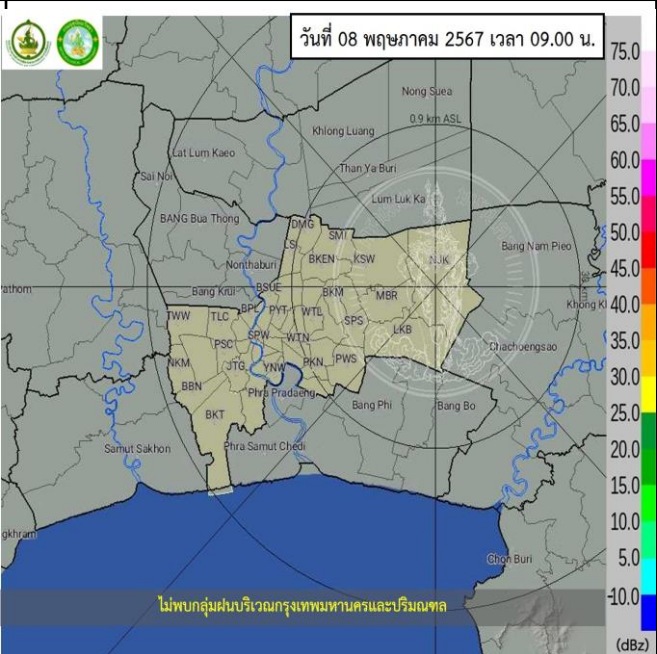 วันที่ 08 พฤษภาคม 2567 เวลา 09.00 น.
75.0
70.0
65.0
60.0
55.0
50.0
45.0
40.0
35.0
30.0
25.0
20.0
15.0
10.0
5.0
-10.0
(dBz)
Nong Suea
0.9 km ASL
Khlong Luang
Lat Lum Kaeo
Than Ya Buri
Sai Noi
Lum Luk Ka
BANG Bua Thong
DMG
SMI
LSI
Bang Nam Pieo
BKEN
KSW
NJK
Nonthaburi
BSUE
Bang Krui
BKM
MBR
TWW
TLC
BPL
PYT
WTL
SPS
LKB
PSC
SPW
WTN
Chachoengsao
NKM
JTG
YNW
PKN
PWS
BBN
Phra Pradaeng
BKT
Bang Phi
Bang Bo
Samut Sakhon
Phra Samut Chedi
gkhram
Chon Buri
ไม่พบกลุ่มฝนบริเวณกรุงเทพมหานครและปริมณฑล